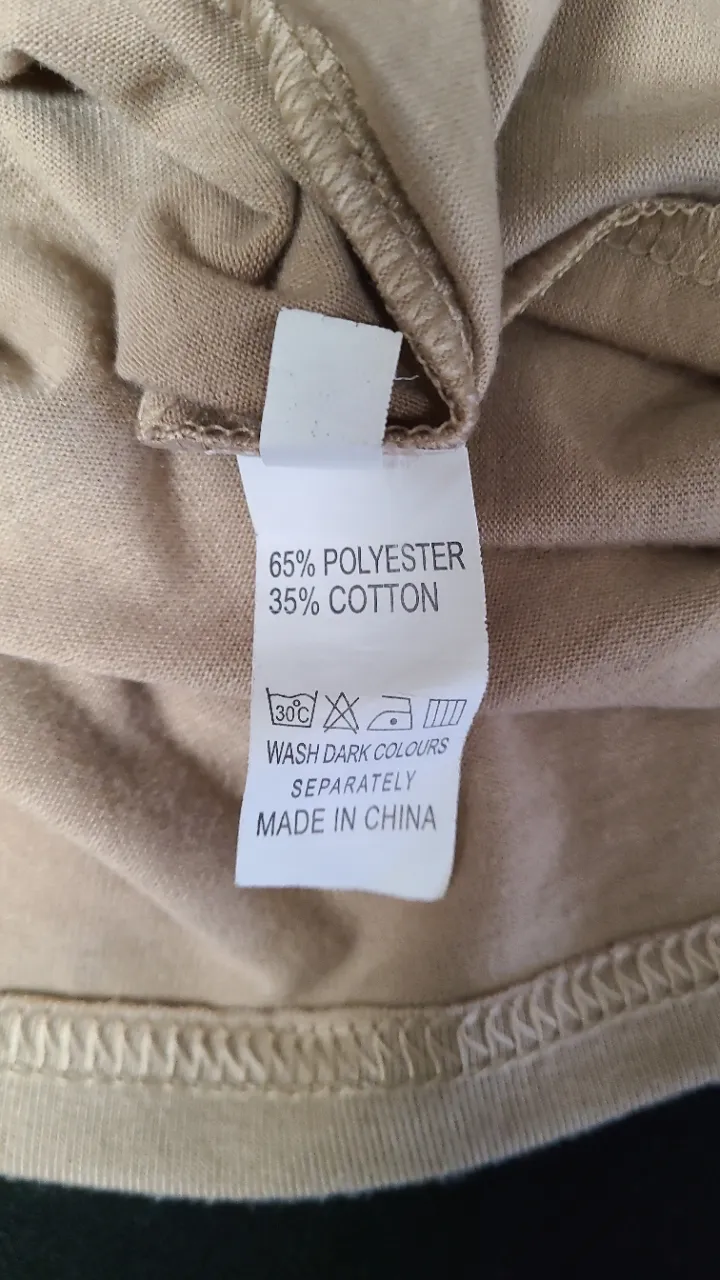 65% POLYESTER
35% COTTON
30°C
WASH DARK COLOURS
SEPARATELY
MADE IN CHINA